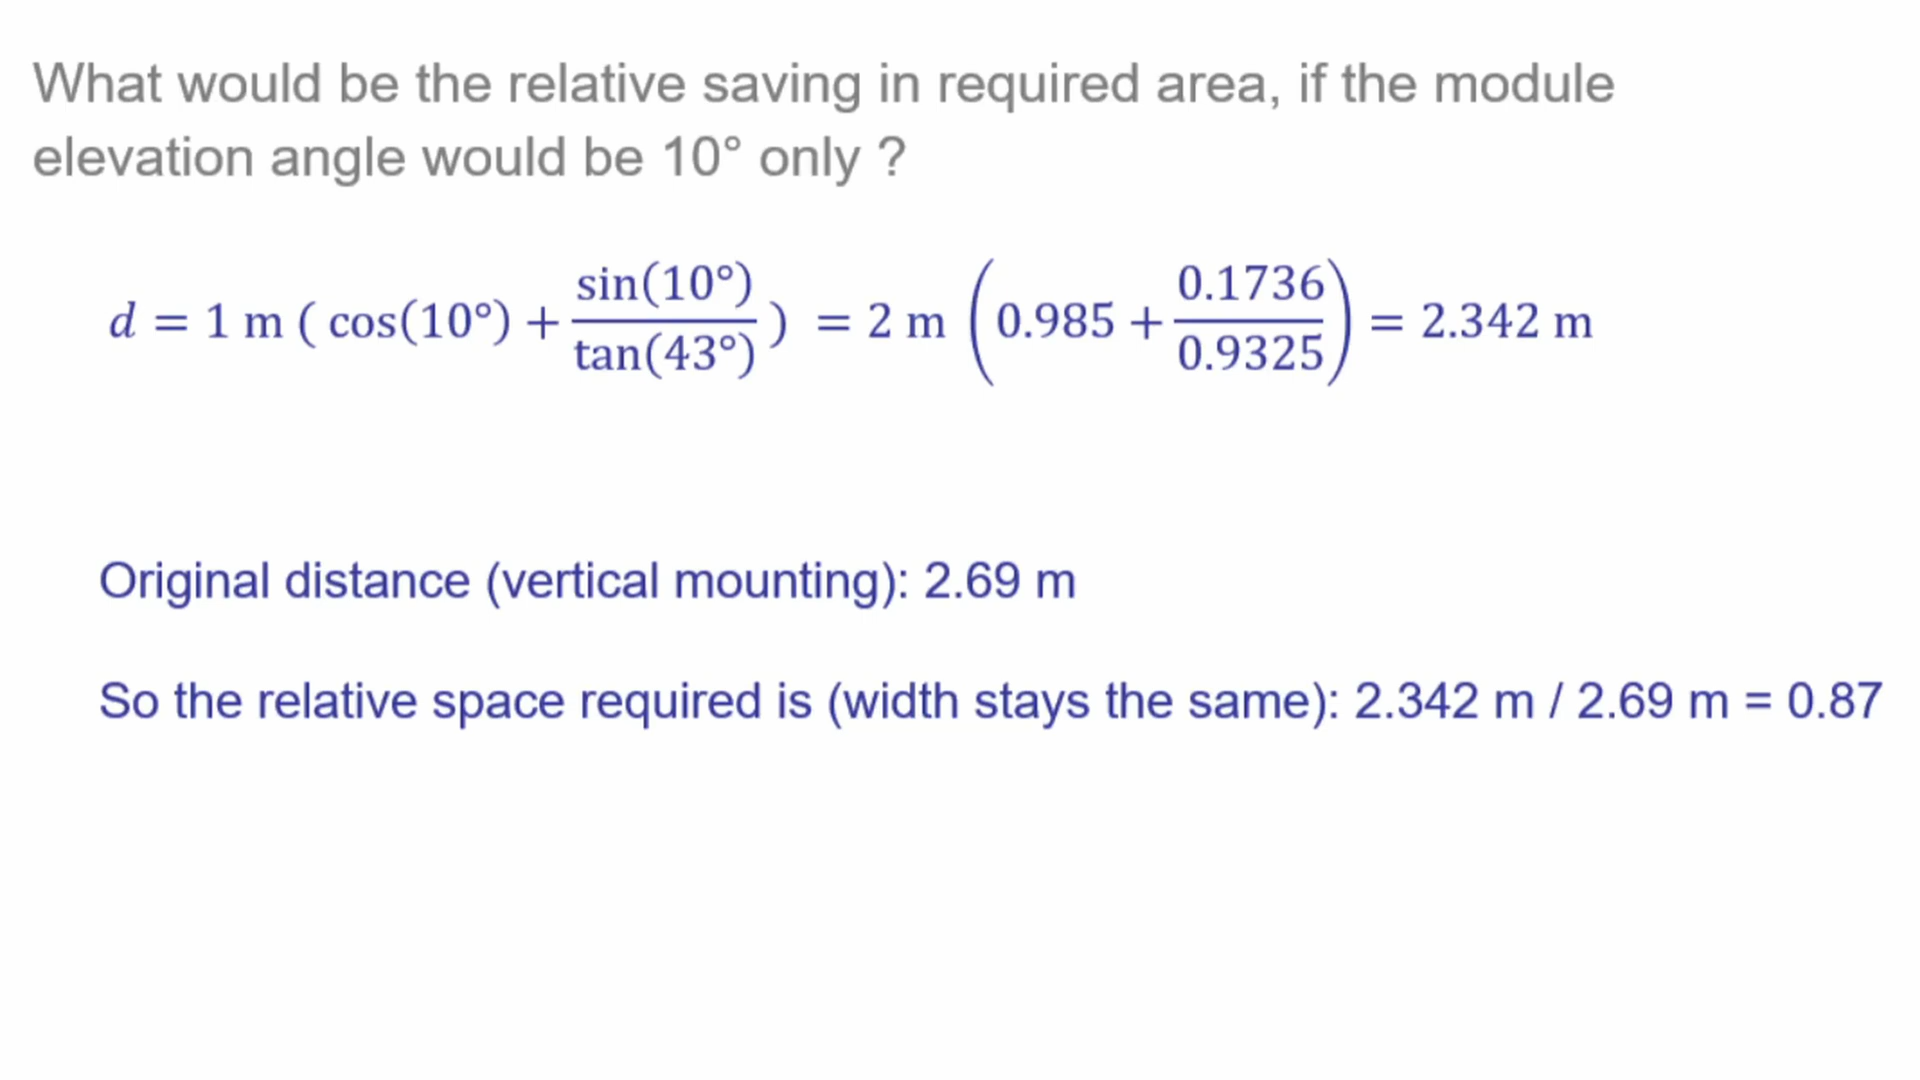 What would be the relative saving in required area, if the module
elevation angle would be 10° only ?
d = 1 m ( cos(10°) + sin(10°)/tan(43°) ) = 2 m (0.985 + 0.1736/0.9325) = 2.342 m
Original distance (vertical mounting): 2.69 m
So the relative space required is (width stays the same): 2.342 m / 2.69 m = 0.87